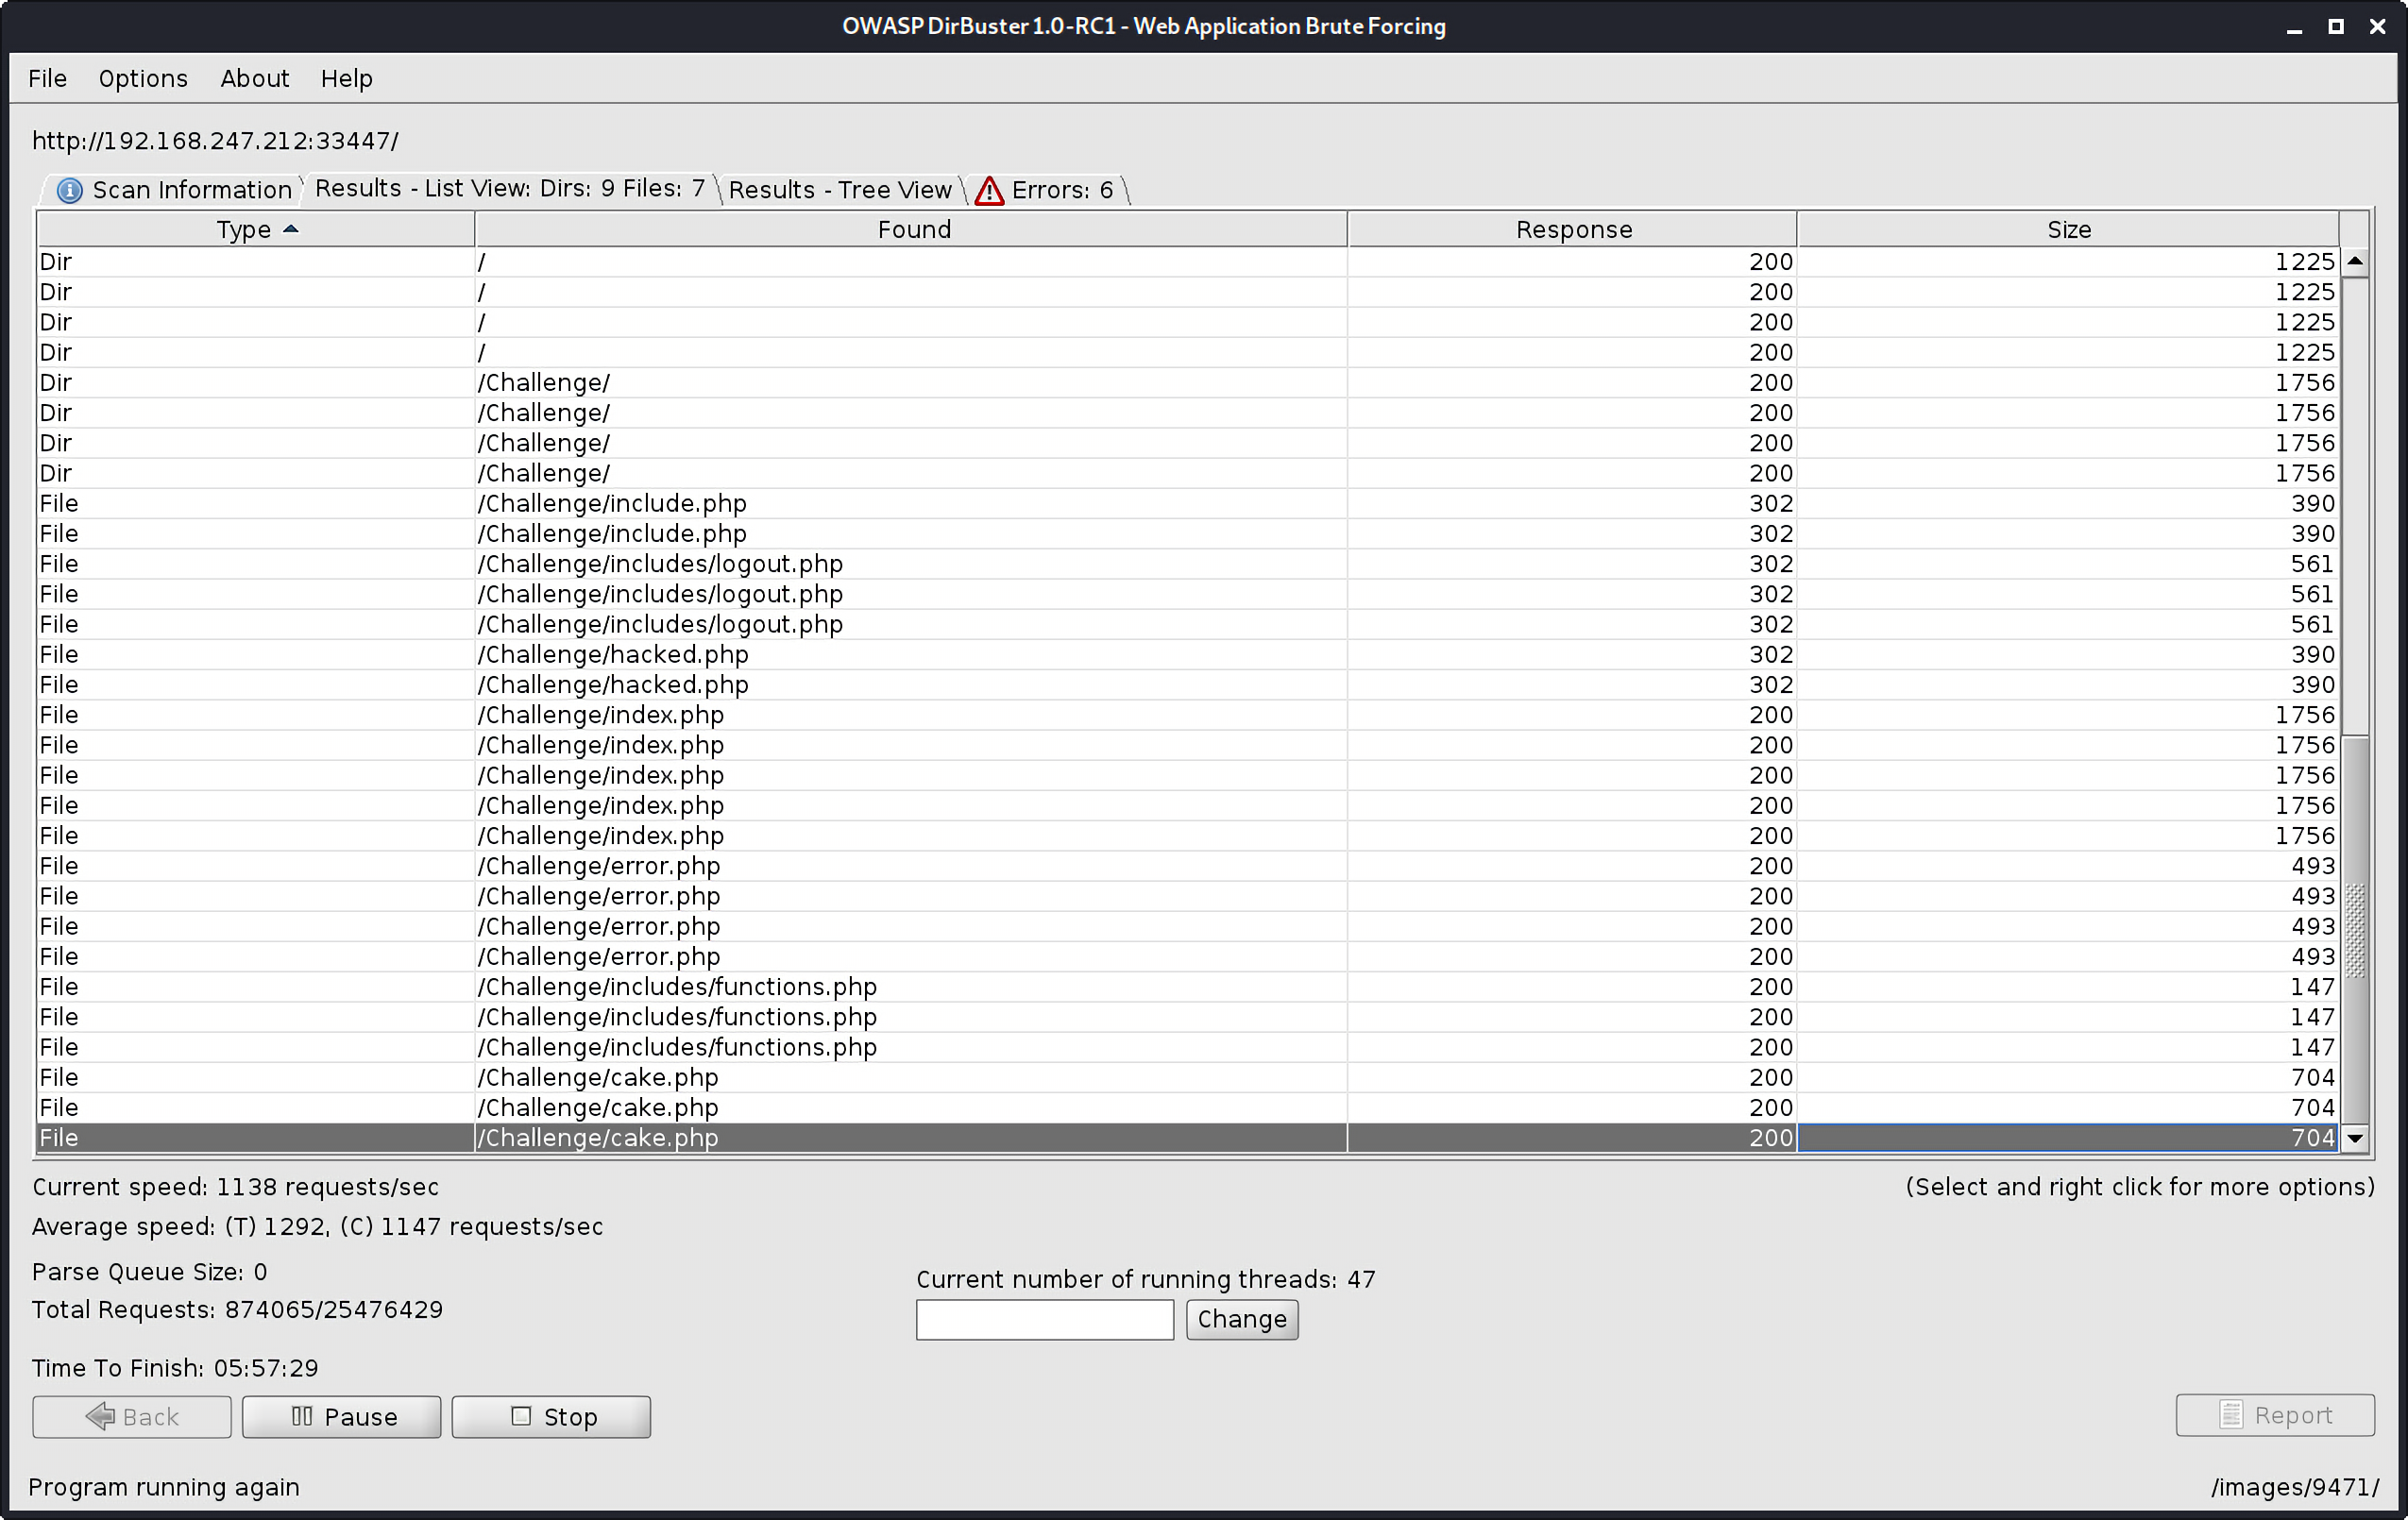 OWASP DirBuster 1.0-RC1 - Web Application Brute Forcing
File Options About Help
http://192.168.247.212:33447/
Scan Information Results - List View: Dirs: 9 Files: 7 Results - Tree View Errors: 6
Type Found Response Size
Dir / 200 1225
Dir / 200 1225
Dir / 200 1225
Dir / 200 1225
Dir /Challenge/ 200 1756
Dir /Challenge/ 200 1756
Dir /Challenge/ 200 1756
Dir /Challenge/ 200 1756
File /Challenge/include.php 302 390
File /Challenge/include.php 302 390
File /Challenge/includes/logout.php 302 561
File /Challenge/includes/logout.php 302 561
File /Challenge/includes/logout.php 302 561
File /Challenge/hacked.php 302 390
File /Challenge/hacked.php 302 390
File /Challenge/index.php 200 1756
File /Challenge/index.php 200 1756
File /Challenge/index.php 200 1756
File /Challenge/index.php 200 1756
File /Challenge/index.php 200 1756
File /Challenge/error.php 200 493
File /Challenge/error.php 200 493
File /Challenge/error.php 200 493
File /Challenge/error.php 200 493
File /Challenge/includes/functions.php 200 147
File /Challenge/includes/functions.php 200 147
File /Challenge/includes/functions.php 200 147
File /Challenge/cake.php 200 704
File /Challenge/cake.php 200 704
File /Challenge/cake.php 200 704
Current speed: 1138 requests/sec (Select and right click for more options)
Average speed: (T) 1292, (C) 1147 requests/sec
Parse Queue Size: 0
Current number of running threads: 47
Total Requests: 874065/25476429
Change
Time To Finish: 05:57:29
Back Pause Stop Report
Program running again /images/9471/